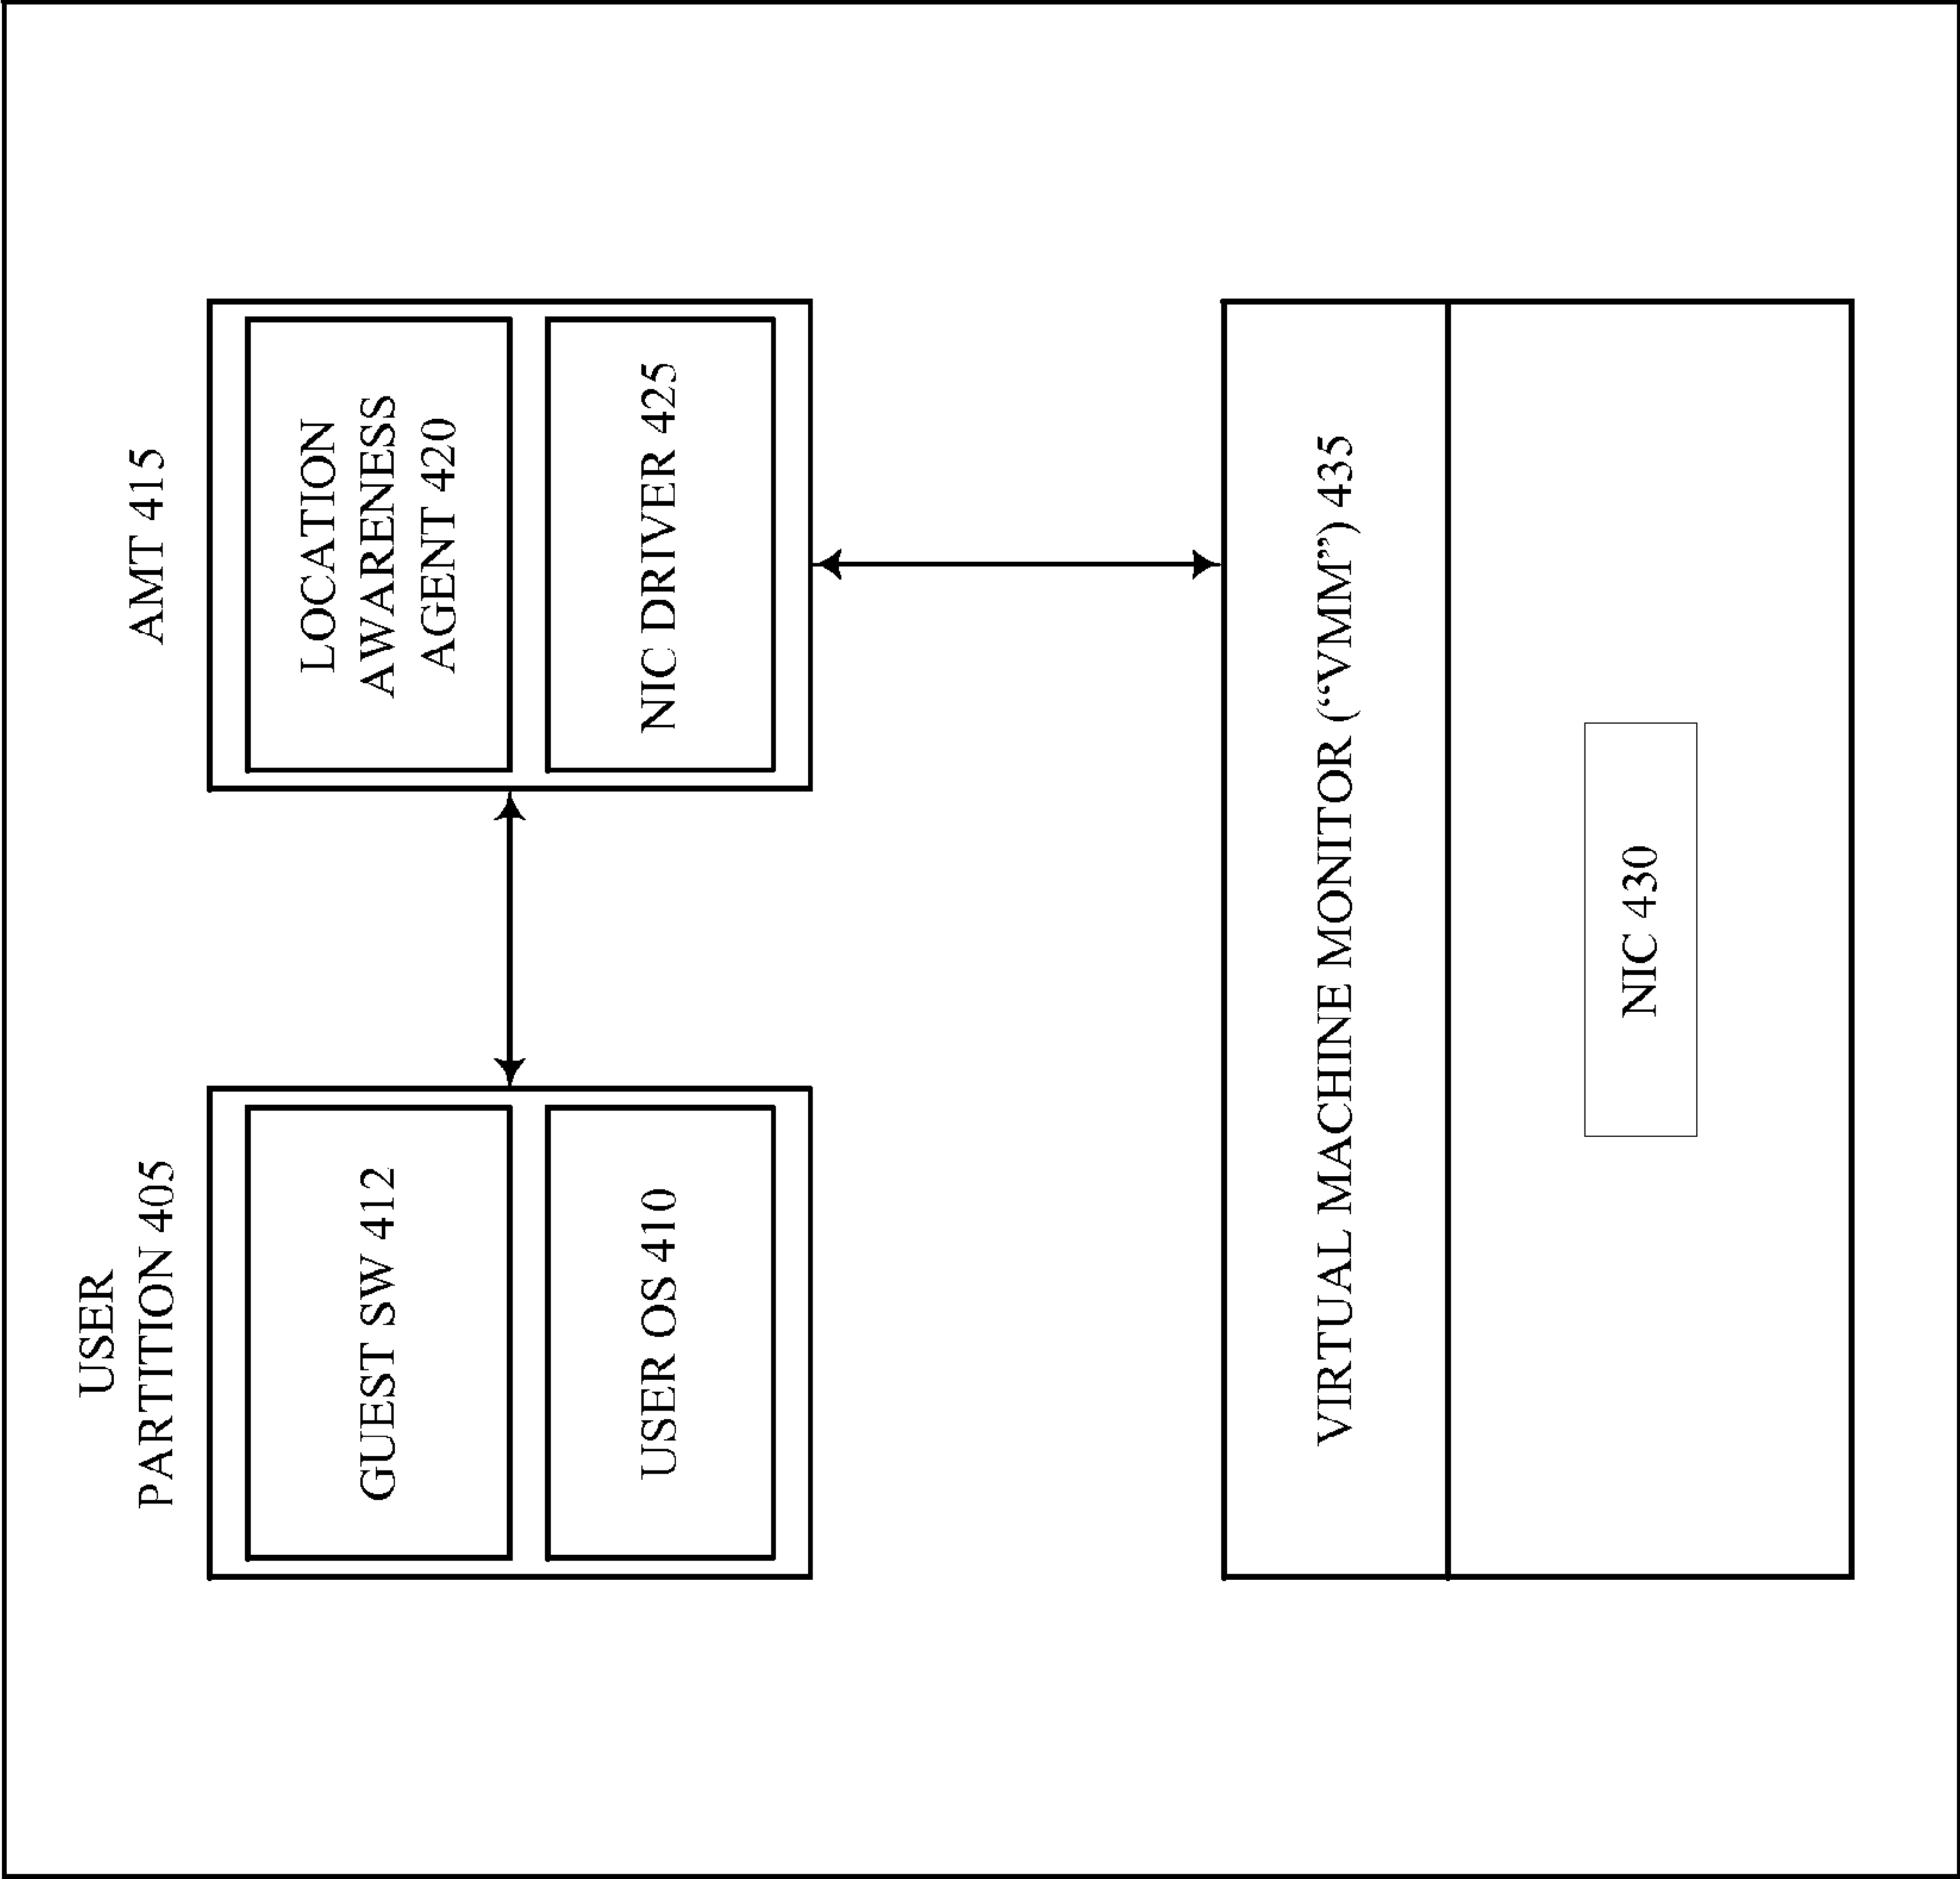 USER
PARTITION 405
GUEST SW 412
USER OS 410
AMT 415
LOCATION
AWARENESS
AGENT 420
NIC DRIVER 425
VIRTUAL MACHINE MONITOR (“VMM”) 435
NIC 430